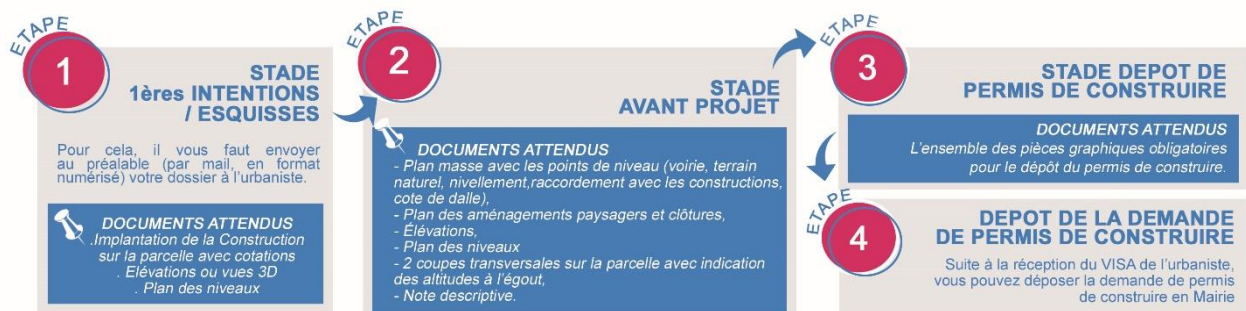 ETAPE
1
STADE
1ères INTENTIONS
/ ESQUISSES
Pour cela, il vous faut envoyer
au préalable (par mail, en format
numérisé) votre dossier à l'urbaniste.
DOCUMENTS ATTENDUS
.Implantation de la Construction
sur la parcelle avec cotations
. Elévations ou vues 3D
. Plan des niveaux
2
STADE
AVANT PROJET
DOCUMENTS ATTENDUS
- Plan masse avec les points de niveau (voirie, terrain
naturel, nivellement,raccordement avec les constructions,
cote de dalle),
- Plan des aménagements paysagers et clôtures,
- Élévations,
- Plan des niveaux
- 2 coupes transversales sur la parcelle avec indication
des altitudes à l'égout,
- Note descriptive.
ETAPE
3
STADE DEPOT DE
PERMIS DE CONSTRUIRE
DOCUMENTS ATTENDUS
L'ensemble des pièces graphiques obligatoires
pour le dépôt du permis de construire.
ETAPE
4
DEPOT DE LA DEMANDE
DE PERMIS DE CONSTRUIRE
Suite à la réception du VISA de l'urbaniste,
vous pouvez déposer la demande de permis
de construire en Mairie
ETAPE